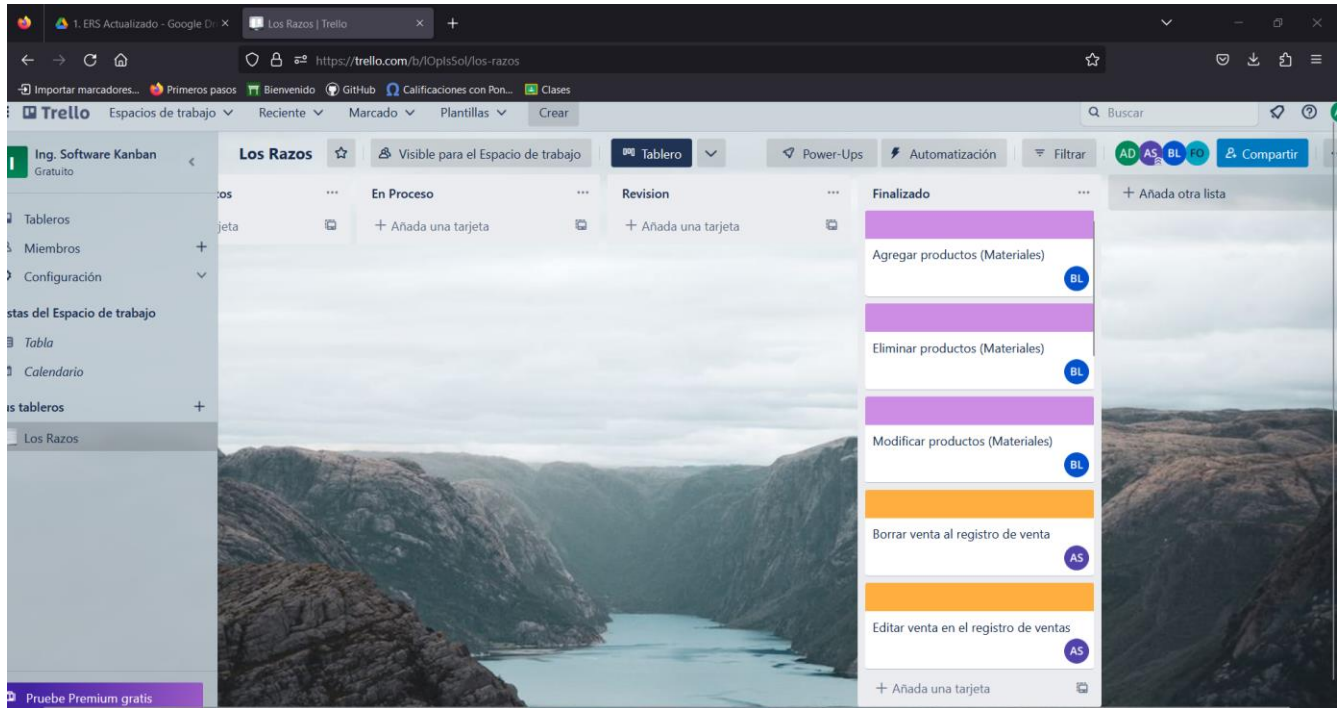 1. ERS Actualizado - Google Dri
Los Razos | Trello
https://trello.com/b/lOpIsSol/los-razos
Importar marcadores... Primeros pasos Bienvenido GitHub Calificaciones con Pon... Clases
Trello Espacios de trabajo Reciente Marcado Plantillas Crear Buscar
Ing. Software Kanban
Gratuito
Los Razos Visible para el Espacio de trabajo Tablero Power-Ups Automatización Filtrar AD AS BL FO Compartir
Tableros
Miembros
Configuración
stas del Espacio de trabajo
Tabla
Calendario
us tableros
Los Razos
Pruebe Premium gratis
os
jeta
En Proceso
+ Añada una tarjeta
Revision
+ Añada una tarjeta
Finalizado
Agregar productos (Materiales)
BL
Eliminar productos (Materiales)
BL
Modificar productos (Materiales)
BL
Borrar venta al registro de venta
AS
Editar venta en el registro de ventas
AS
+ Añada una tarjeta
+ Añada otra lista